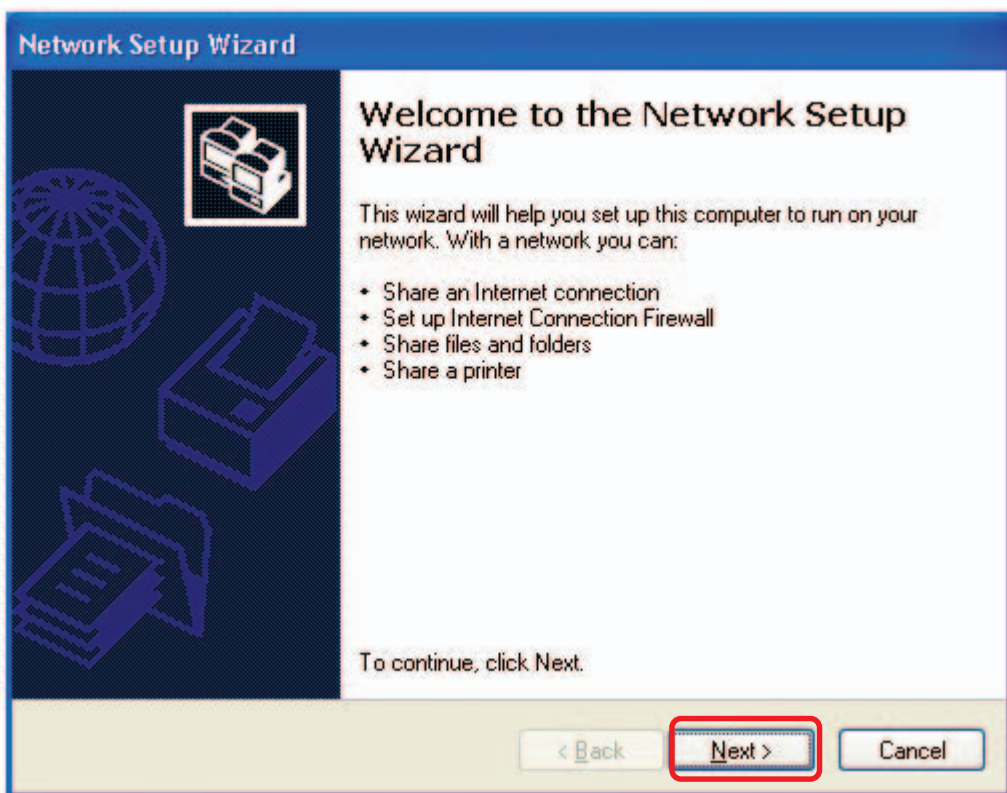 Network Setup Wizard
Welcome to the Network Setup
Wizard
This wizard will help you set up this computer to run on your
network. With a network you can:
• Share an Internet connection
• Set up Internet Connection Firewall
• Share files and folders
• Share a printer
To continue, click Next.
< Back Next > Cancel